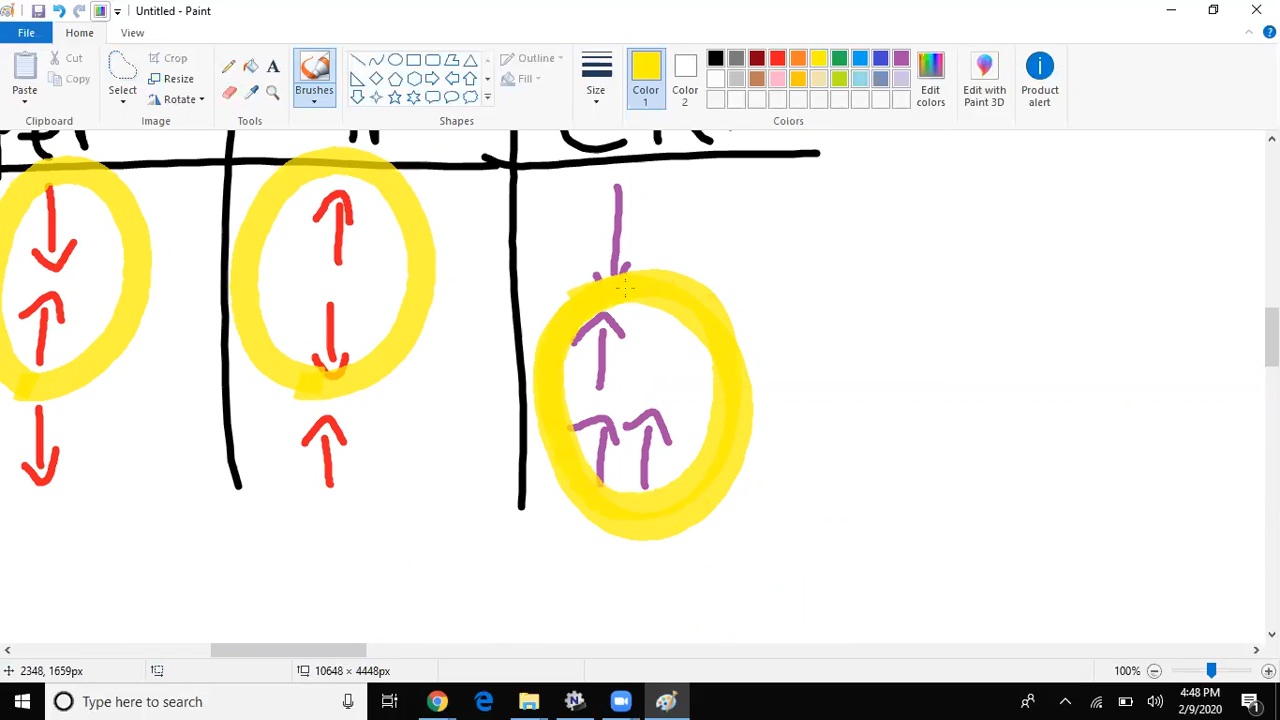 Untitled - Paint
File
Home
View
Paste
Cut
Copy
Clipboard
Select
Crop
Resize
Rotate
Image
A
Tools
Brushes
Shapes
Outline
Fill
Size
Color 1
Color 2
Colors
Edit colors
Edit with Paint 3D
Product alert
2348, 1659px
10648 × 4448px
100%
Type here to search
4:48 PM
2/9/2020